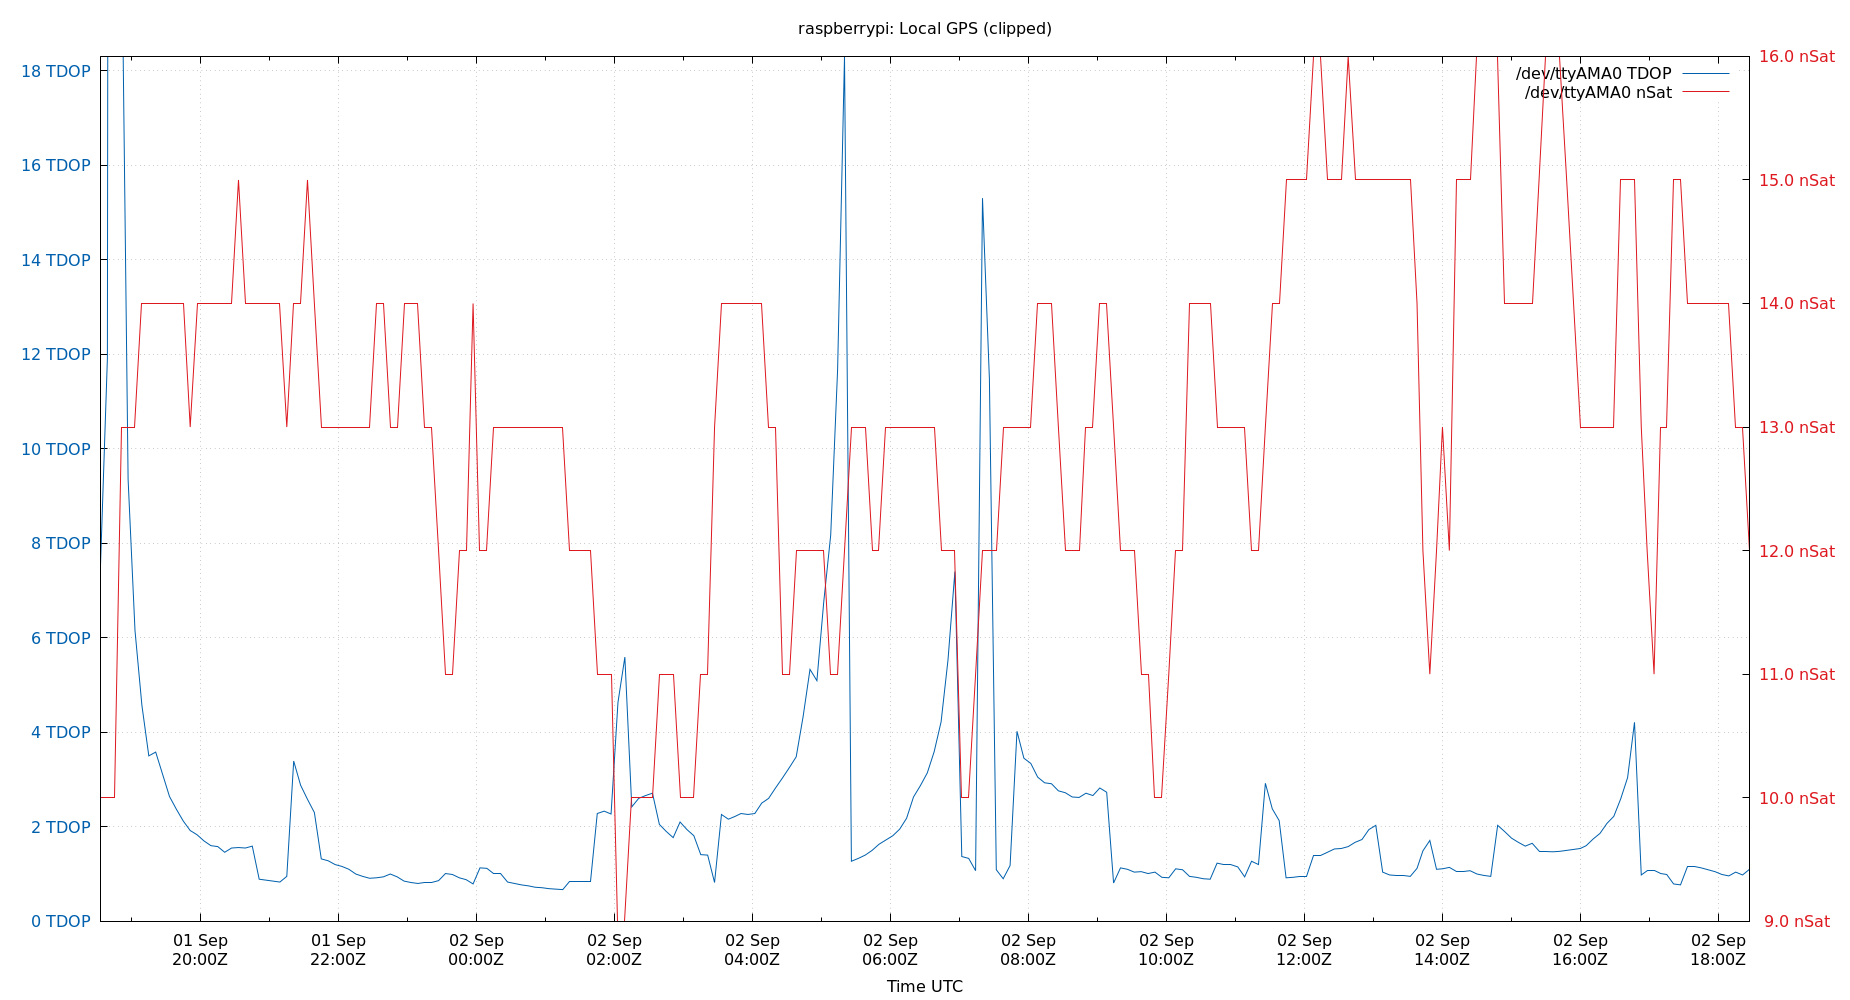 raspberrypi: Local GPS (clipped)
18 TDOP
16 TDOP
14 TDOP
12 TDOP
10 TDOP
8 TDOP
6 TDOP
4 TDOP
2 TDOP
0 TDOP
16.0 nSat
15.0 nSat
14.0 nSat
13.0 nSat
12.0 nSat
11.0 nSat
10.0 nSat
9.0 nSat
/dev/ttyAMA0 TDOP
/dev/ttyAMA0 nSat
01 Sep
20:00Z
01 Sep
22:00Z
02 Sep
00:00Z
02 Sep
02:00Z
02 Sep
04:00Z
02 Sep
06:00Z
02 Sep
08:00Z
02 Sep
10:00Z
02 Sep
12:00Z
02 Sep
14:00Z
02 Sep
16:00Z
02 Sep
18:00Z
Time UTC